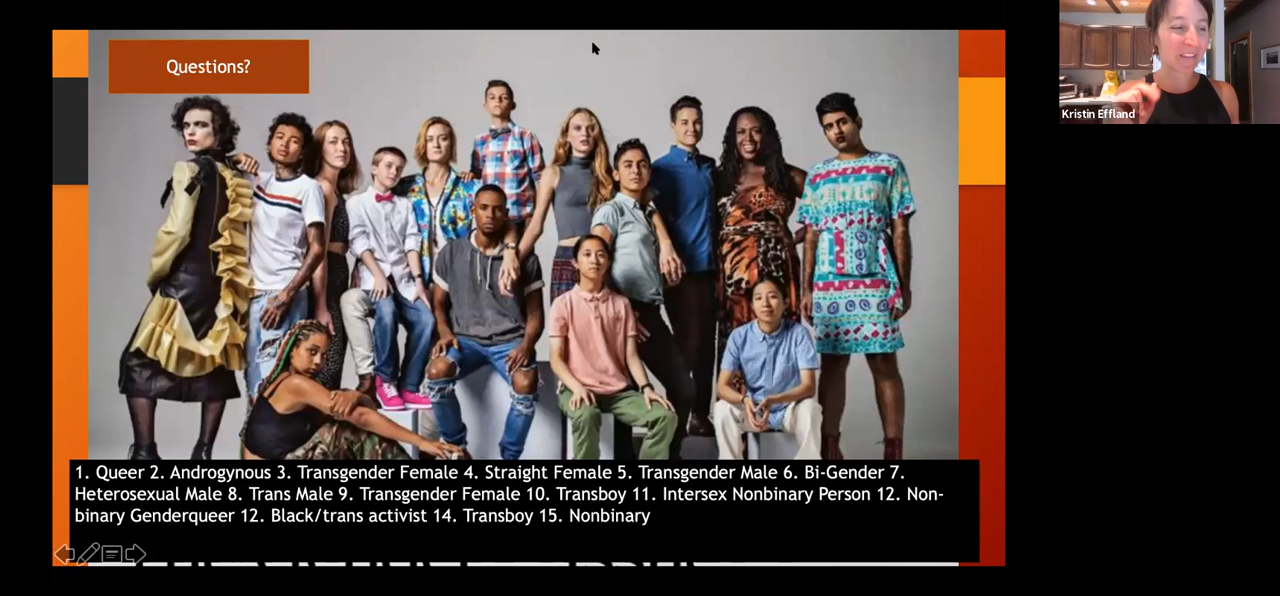 Questions?
Kristin Effland
1. Queer 2. Androgynous 3. Transgender Female 4. Straight Female 5. Transgender Male 6. Bi-Gender 7.
Heterosexual Male 8. Trans Male 9. Transgender Female 10. Transboy 11. Intersex Nonbinary Person 12. Non-
binary Genderqueer 12. Black/trans activist 14. Transboy 15. Nonbinary